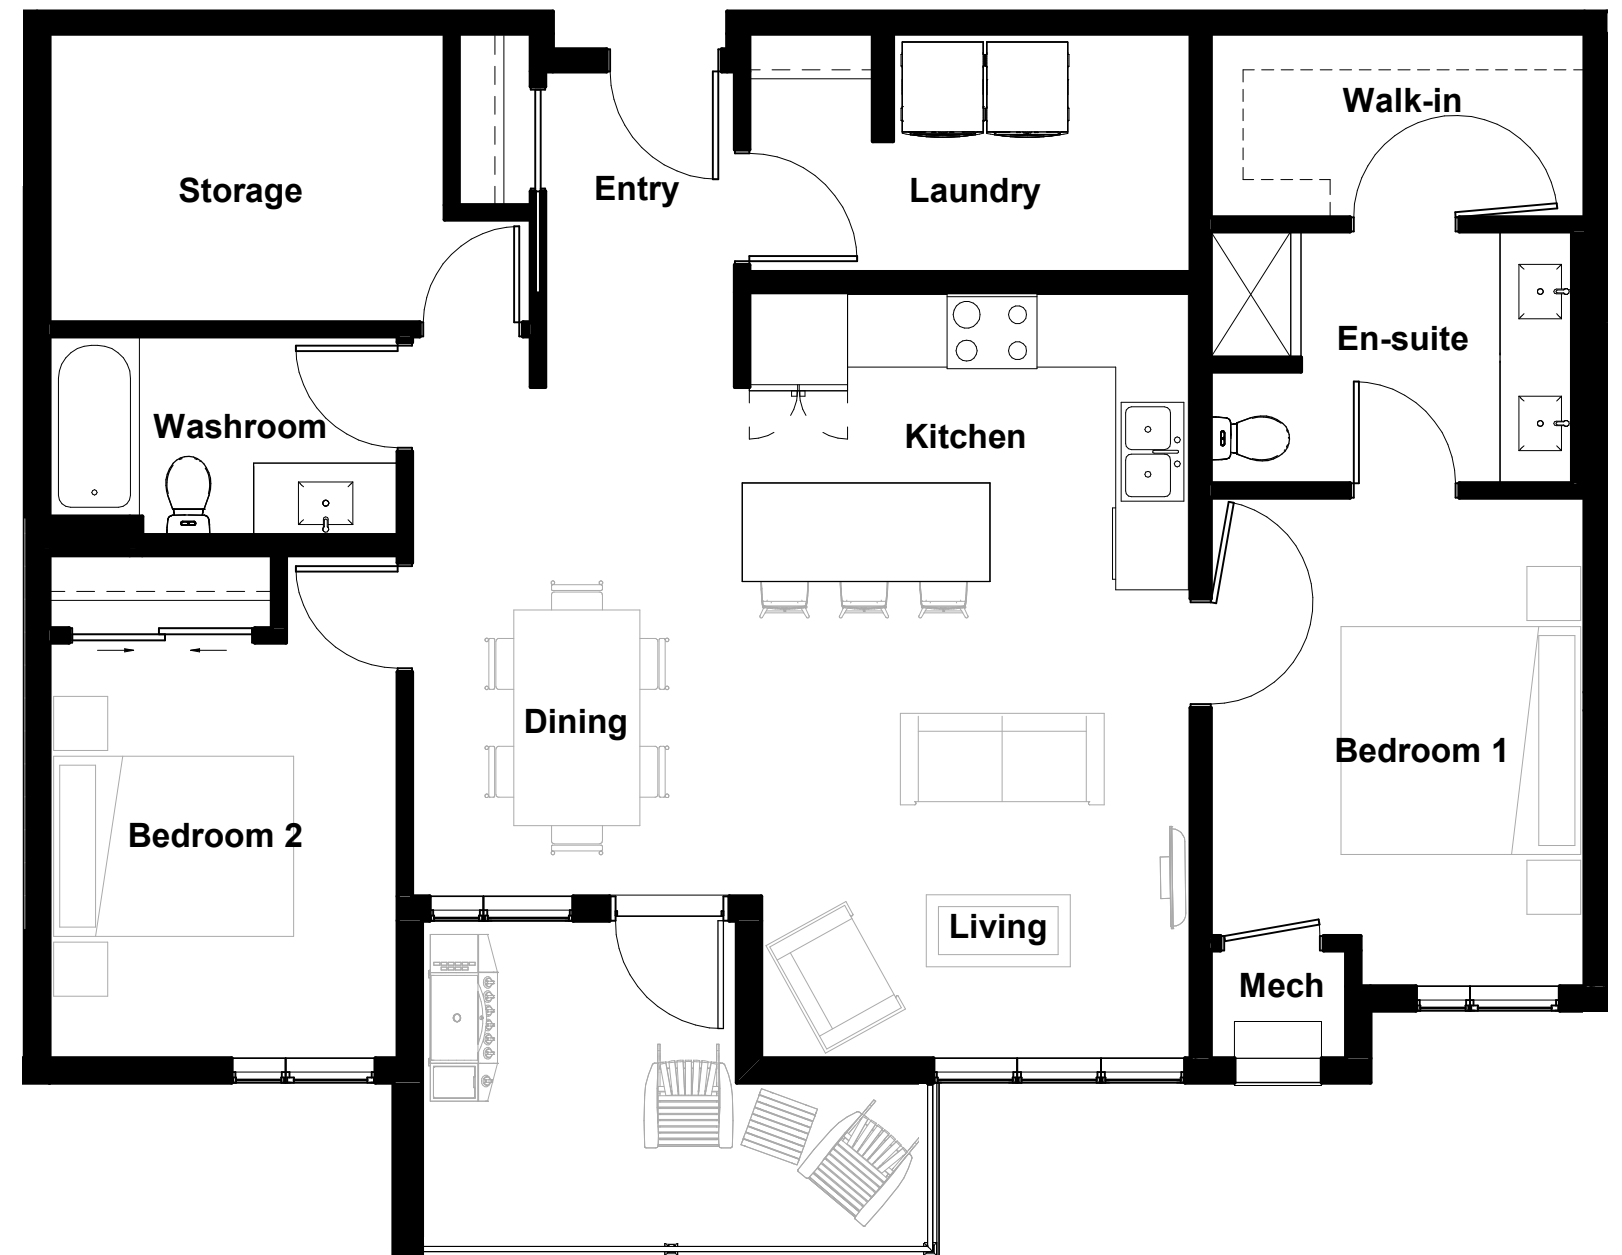 Walk-in
Storage
Entry
Laundry
En-suite
Washroom
Kitchen
Dining
Bedroom 1
Bedroom 2
Living
Mech